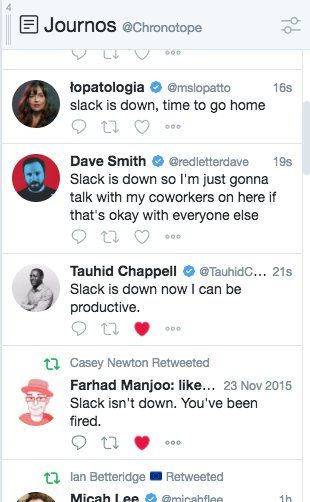 4
Journos @Chronotope
łopatologia @mslopatto 16s
slack is down, time to go home
Dave Smith @redletterdave 19s
Slack is down so I'm just gonna
talk with my coworkers on here if
that's okay with everyone else
Tauhid Chappell @TauhidC... 21s
Slack is down now I can be
productive.
Casey Newton Retweeted
Farhad Manjoo: like... 23 Nov 2015
Slack isn't down. You've been
fired.
Ian Betteridge Retweeted
Micah Lee @micahflee 1h